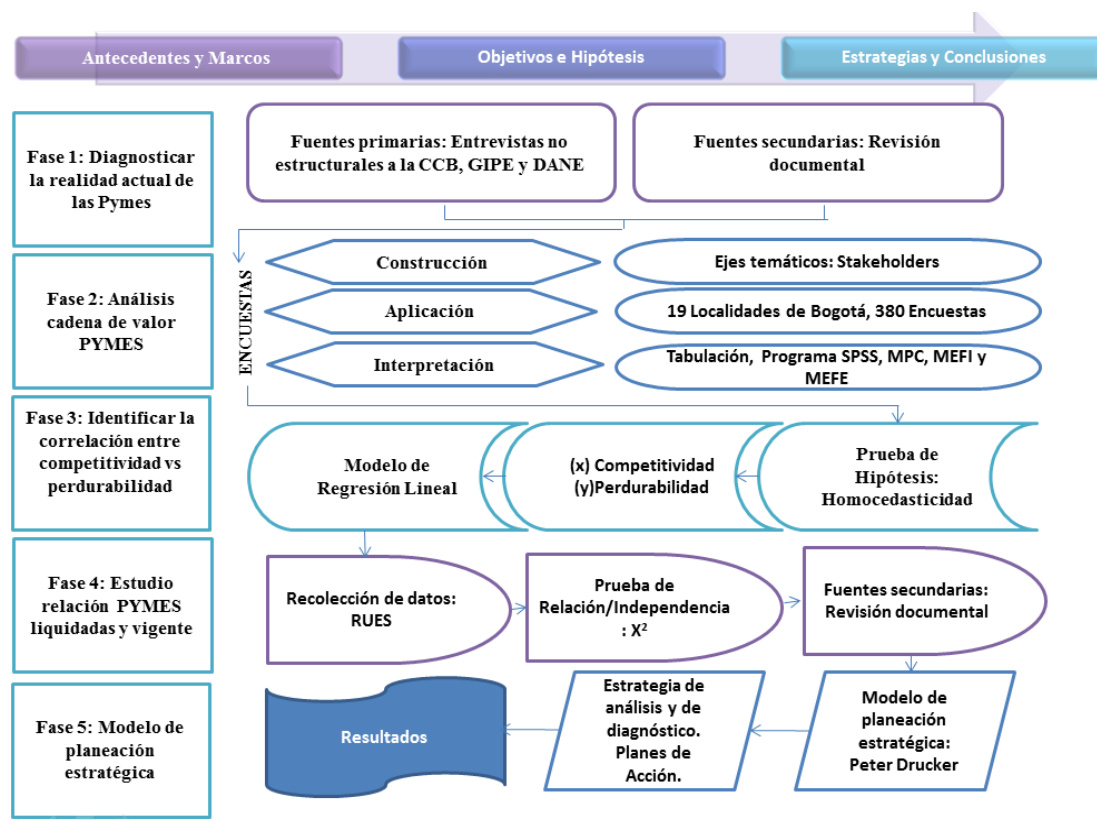 Antecedentes y Marcos
Objetivos e Hipótesis
Estrategias y Conclusiones
Fase 1: Diagnosticar
la realidad actual de
las Pymes
Fuentes primarias: Entrevistas no
estructurales a la CCB, GIPE y DANE
Fuentes secundarias: Revisión
documental
Fase 2: Análisis
cadena de valor
PYMES
ENCUESTAS
Construcción
Ejes temáticos: Stakeholders
Aplicación
19 Localidades de Bogotá, 380 Encuestas
Interpretación
Tabulación, Programa SPSS, MPC, MEFI y
MEFE
Fase 3: Identificar la
correlación entre
competitividad vs
perdurabilidad
Modelo de
Regresión Lineal
(x) Competitividad
(y)Perdurabilidad
Prueba de
Hipótesis:
Homocedasticidad
Fase 4: Estudio
relación PYMES
liquidadas y vigente
Recolección de datos:
RUES
Prueba de
Relación/Independencia
: X²
Fuentes secundarias:
Revisión documental
Fase 5: Modelo de
planeación
estratégica
Resultados
Estrategia de
análisis y de
diagnóstico.
Planes de
Acción.
Modelo de
planeación
estratégica:
Peter Drucker